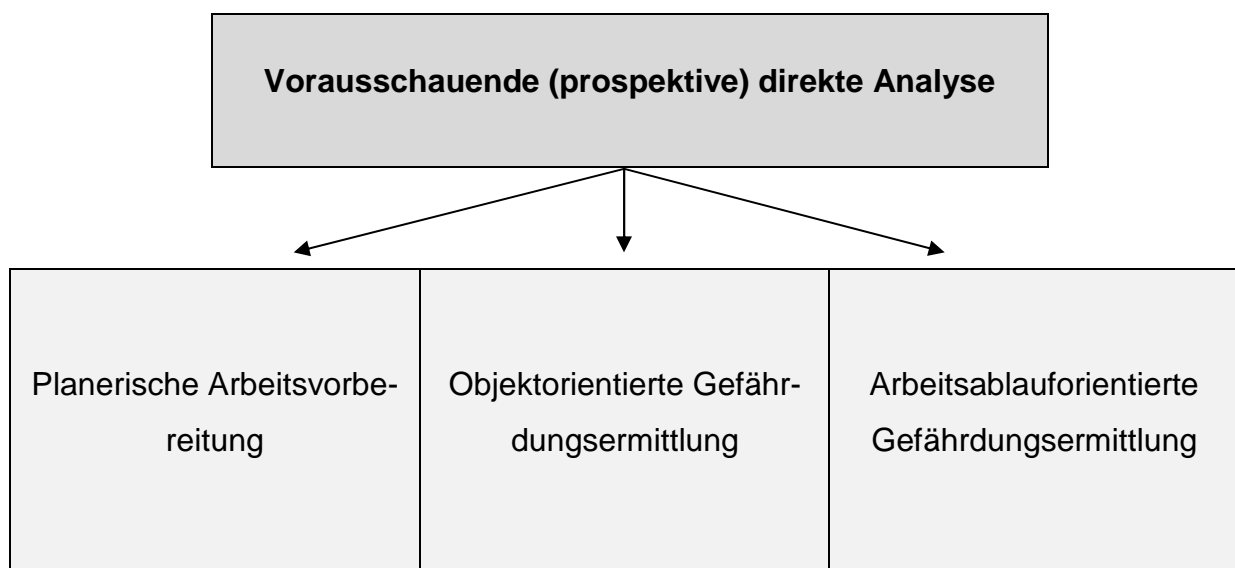 Vorausschauende (prospektive) direkte Analyse
Planerische Arbeitsvorbe-
reitung
Objektorientierte Gefähr-
dungsermittlung
Arbeitsablauforientierte
Gefährdungsermittlung